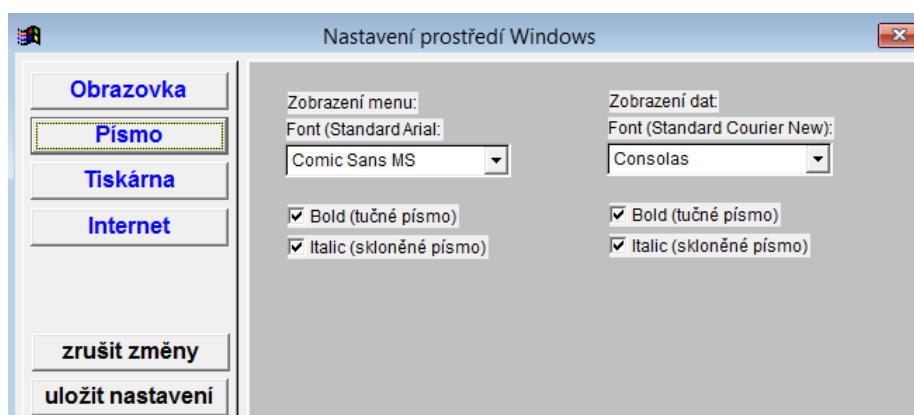 Nastavení prostředí Windows
Obrazovka
Písmo
Tiskárna
Internet
zrušit změny
uložit nastavení
Zobrazení menu:
Font (Standard Arial:
Comic Sans MS
Bold (tučné písmo)
Italic (skloněné písmo)
Zobrazení dat:
Font (Standard Courier New):
Consolas
Bold (tučné písmo)
Italic (skloněné písmo)